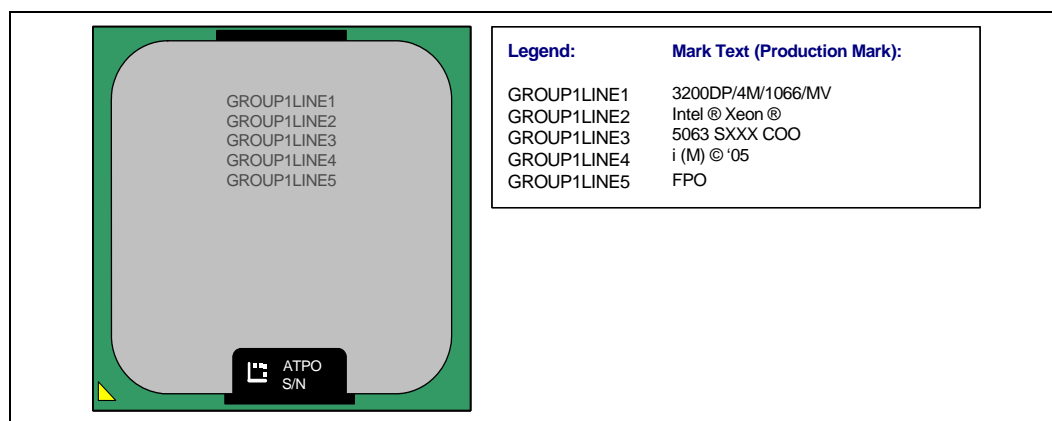 GROUP1LINE1
GROUP1LINE2
GROUP1LINE3
GROUP1LINE4
GROUP1LINE5
ATPO
S/N
Legend: Mark Text (Production Mark):
GROUP1LINE1 3200DP/4M/1066/MV
GROUP1LINE2 Intel ® Xeon ®
GROUP1LINE3 5063 SXXX COO
GROUP1LINE4 i (M) © ‘05
GROUP1LINE5 FPO